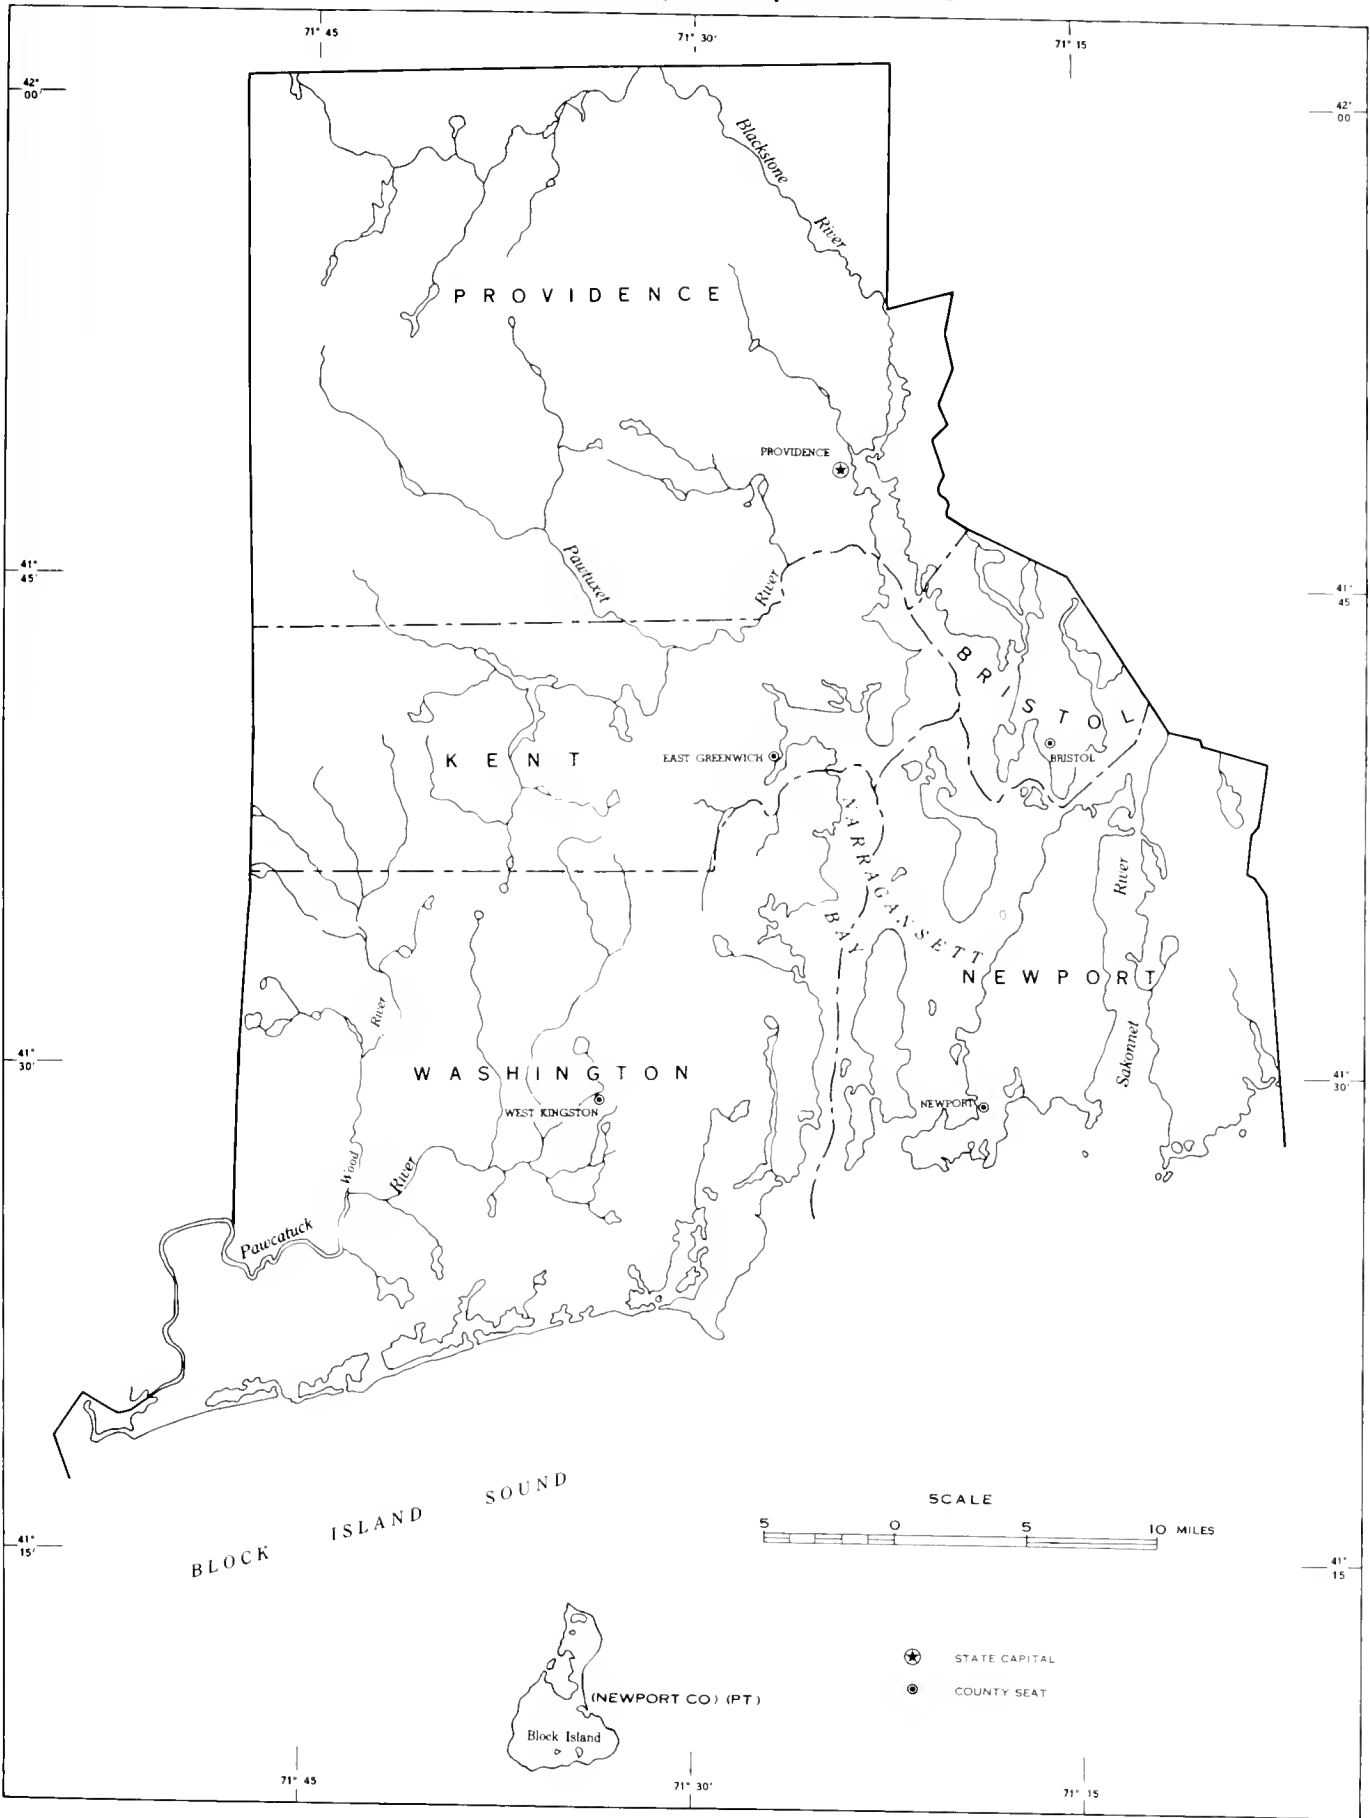 71° 45'
71° 30'
71° 15'
42° 00'
42° 00
Blackstone
River
PROVIDENCE
PROVIDENCE
41° 45'
41° 45
Pawtuxet
River
BRISTOL
KENT
EAST GREENWICH
BRISTOL
NARRAGANSETT
BAY
River
NEWPORT
River
Sakonnet
41° 30'
41° 30'
WASHINGTON
WEST KINGSTON
NEWPORT
Wood
River
Pawcatuck
BLOCK ISLAND SOUND
SCALE
5 0 5 10 MILES
41° 15'
41° 15
STATE CAPITAL
COUNTY SEAT
(NEWPORT CO) (PT)
Block Island
71° 45
71° 30'
71° 15